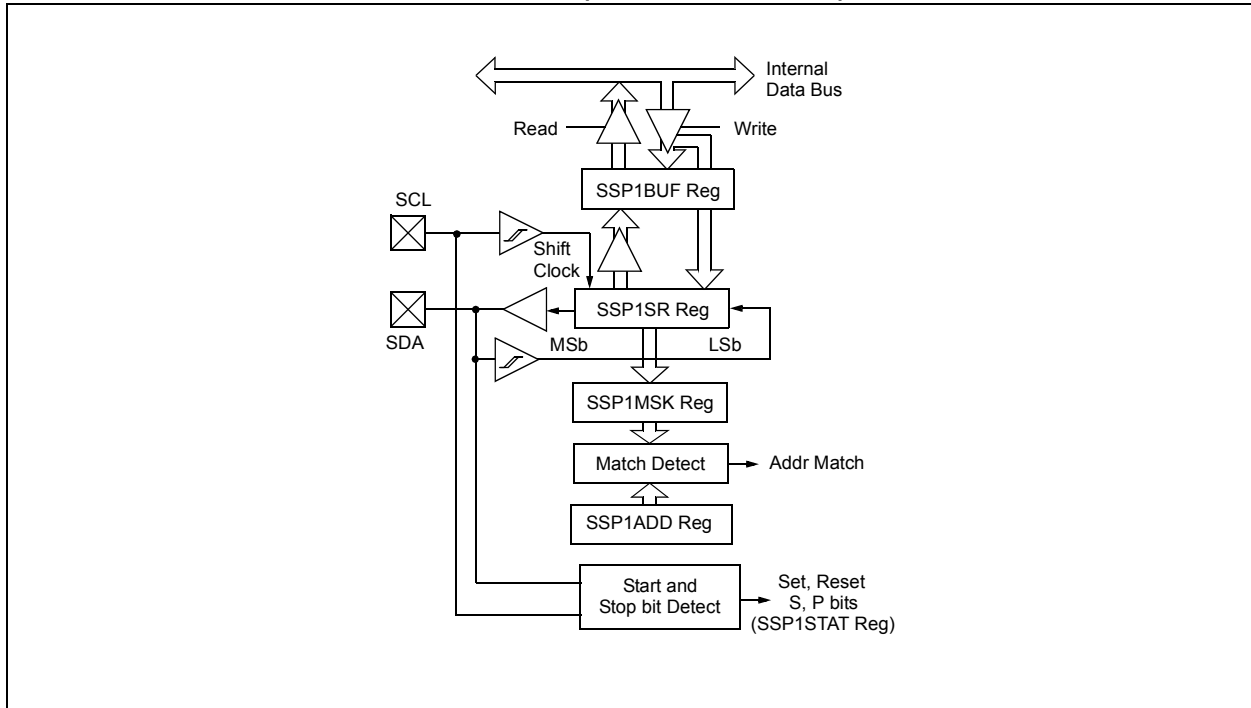 Internal
Data Bus
Read
Write
SSP1BUF Reg
SCL
Shift
Clock
SSP1SR Reg
SDA
MSb
LSb
SSP1MSK Reg
Match Detect
Addr Match
SSP1ADD Reg
Start and
Stop bit Detect
Set, Reset
S, P bits
(SSP1STAT Reg)